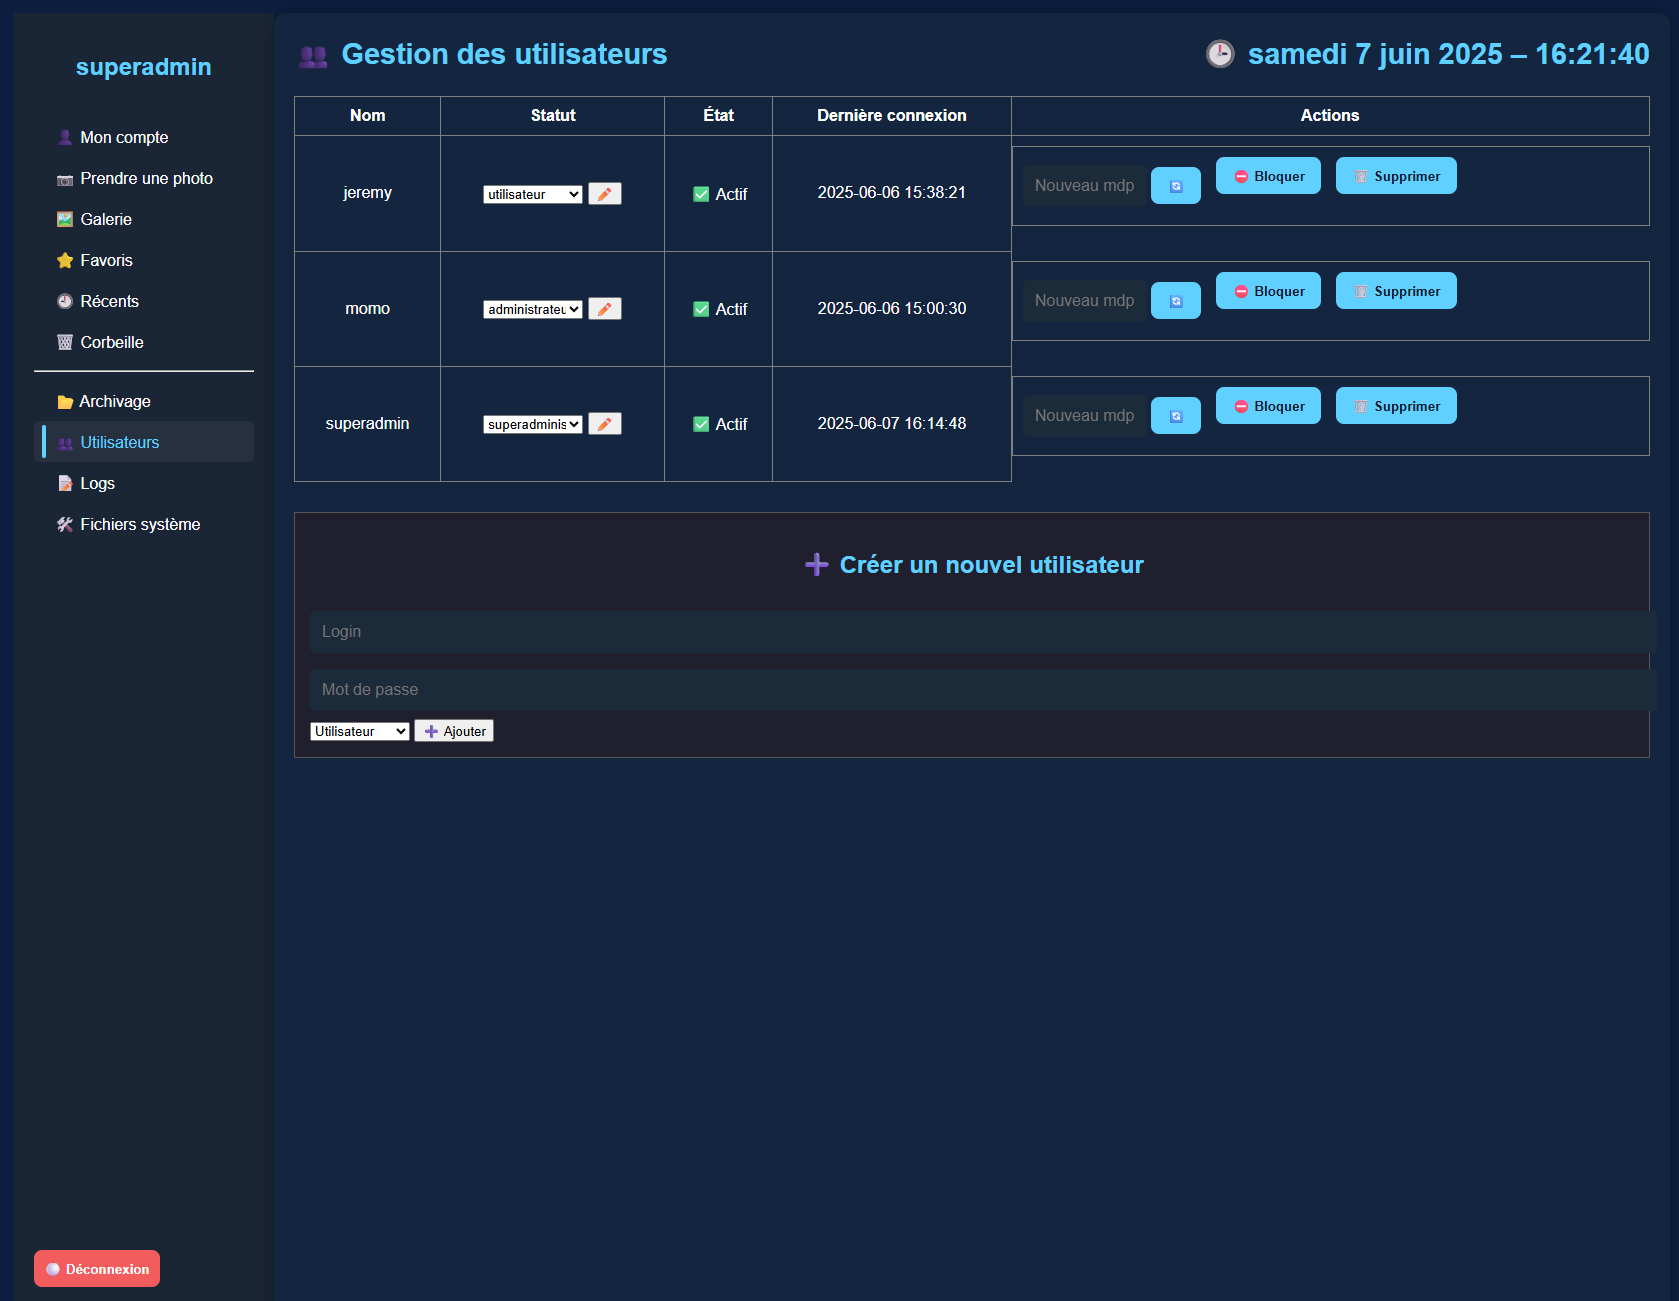 superadmin
Mon compte
Prendre une photo
Galerie
Favoris
Récents
Corbeille
Archivage
Utilisateurs
Logs
Fichiers système
Déconnexion
Gestion des utilisateurs
samedi 7 juin 2025 – 16:21:40
Nom Statut État Dernière connexion Actions
jeremy utilisateur Actif 2025-06-06 15:38:21 Nouveau mdp Bloquer Supprimer
momo administrateu Actif 2025-06-06 15:00:30 Nouveau mdp Bloquer Supprimer
superadmin superadminis Actif 2025-06-07 16:14:48 Nouveau mdp Bloquer Supprimer
Créer un nouvel utilisateur
Login
Mot de passe
Utilisateur Ajouter